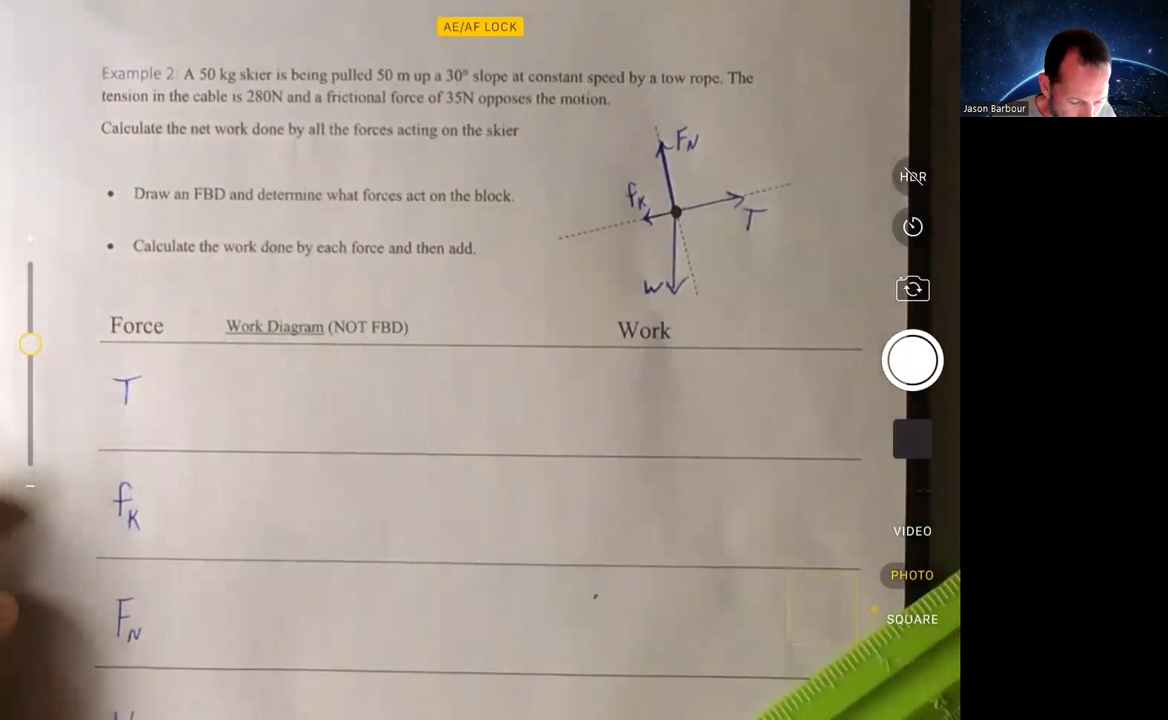 AE/AF LOCK
Example 2: A 50 kg skier is being pulled 50 m up a 30° slope at constant speed by a tow rope. The
tension in the cable is 280N and a frictional force of 35N opposes the motion.
Calculate the net work done by all the forces acting on the skier
• Draw an FBD and determine what forces act on the block.
• Calculate the work done by each force and then add.
FN
fK
T
W
Force Work Diagram (NOT FBD) Work
T
fK
FN
Jason Barbour
HDR
VIDEO
PHOTO
SQUARE